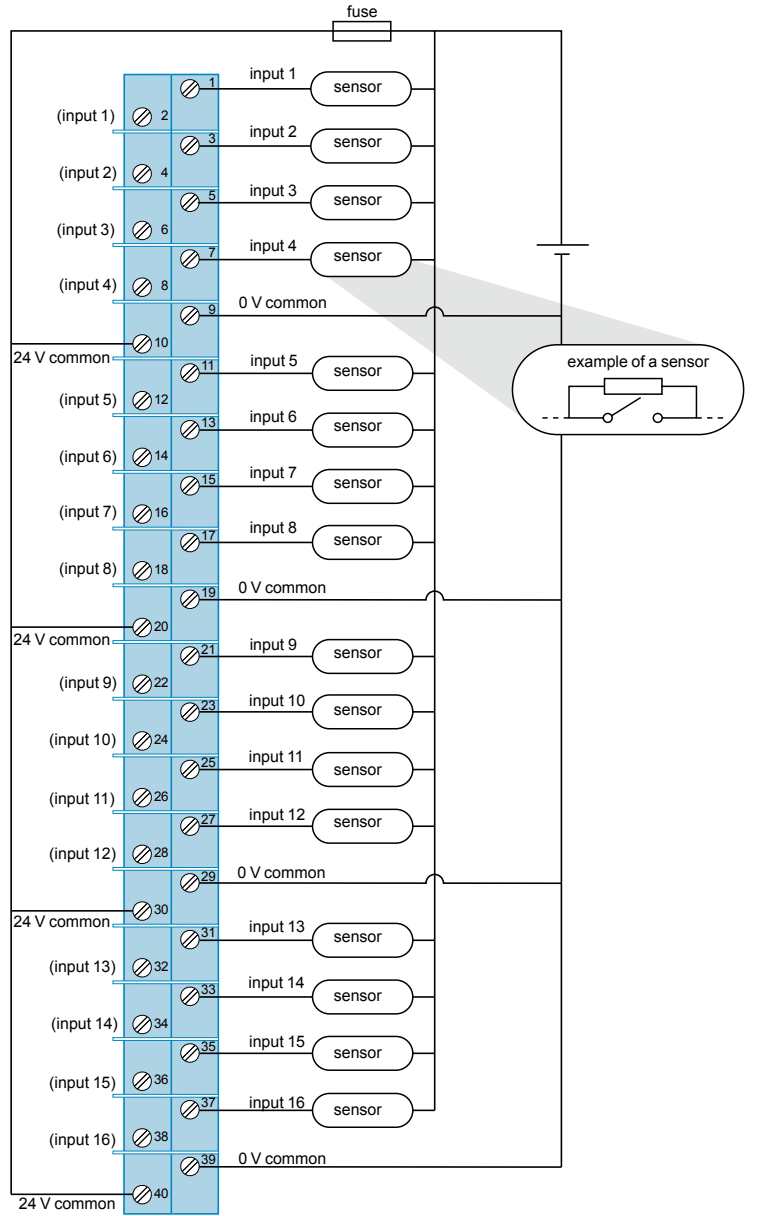 fuse
input 1 sensor
1
(input 1) 2
input 2 sensor
3
(input 2) 4
input 3 sensor
5
(input 3) 6
input 4 sensor
7
(input 4) 8
0 V common
9
10
24 V common
example of a sensor
input 5 sensor
11
(input 5) 12
input 6 sensor
13
(input 6) 14
input 7 sensor
15
(input 7) 16
input 8 sensor
17
(input 8) 18
0 V common
19
20
24 V common
input 9 sensor
21
(input 9) 22
input 10 sensor
23
(input 10) 24
input 11 sensor
25
(input 11) 26
input 12 sensor
27
(input 12) 28
0 V common
29
30
24 V common
input 13 sensor
31
(input 13) 32
input 14 sensor
33
(input 14) 34
input 15 sensor
35
(input 15) 36
input 16 sensor
37
(input 16) 38
0 V common
39
40
24 V common